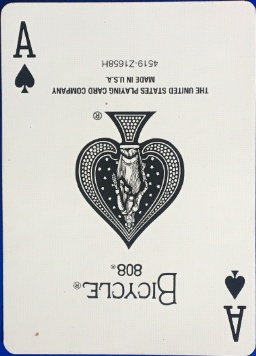 A
4519-Z1658H
MADE IN U.S.A.
THE UNITED STATES PLAYING CARD COMPANY
®
808®
BICYCLE®
A